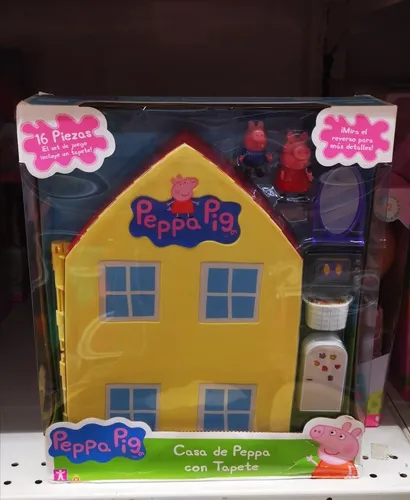 16 Piezas
¡El set de juego
incluye un tapete!
¡Mira el
reverso para
más detalles!
Peppa Pig
Peppa Pig
Casa de Peppa
con Tapete